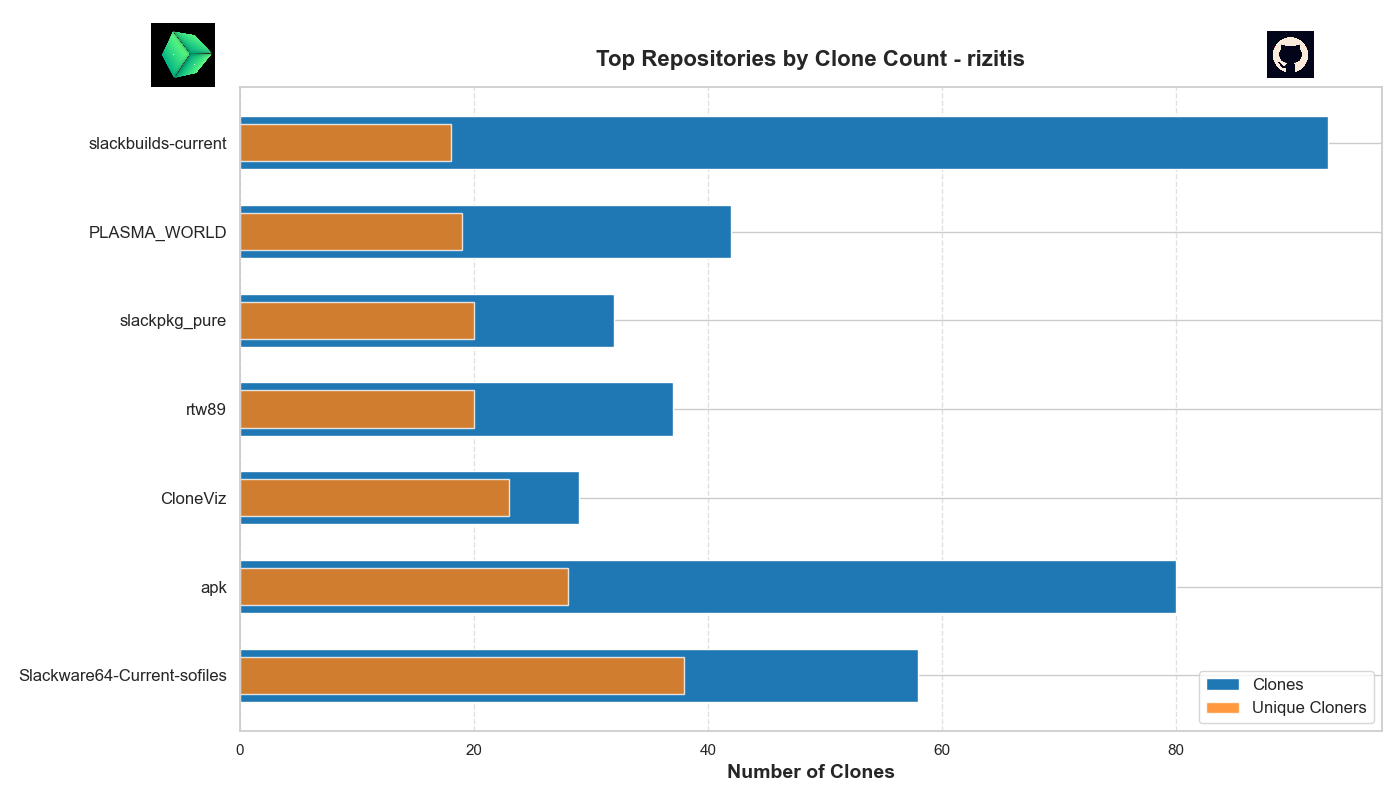 Top Repositories by Clone Count - rizitis
slackbuilds-current
PLASMA_WORLD
slackpkg_pure
rtw89
CloneViz
apk
Slackware64-Current-sofiles
Clones
Unique Cloners
0 20 40 60 80
Number of Clones